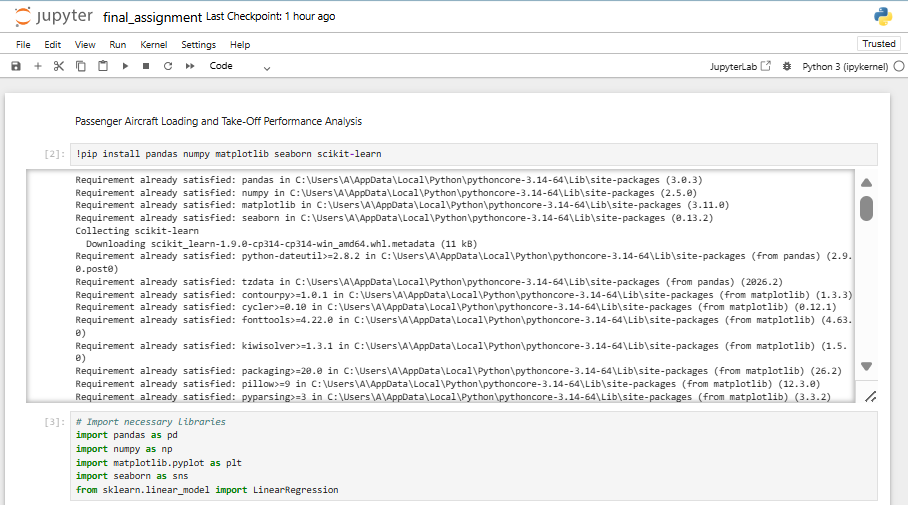 jupyter final_assignment Last Checkpoint: 1 hour ago
File Edit View Run Kernel Settings Help
Trusted
Code
JupyterLab
Python 3 (ipykernel)
Passenger Aircraft Loading and Take-Off Performance Analysis
[2]: !pip install pandas numpy matplotlib seaborn scikit-learn
Requirement already satisfied: pandas in C:\Users\A\AppData\Local\Python\pythoncore-3.14-64\Lib\site-packages (3.0.3)
Requirement already satisfied: numpy in C:\Users\A\AppData\Local\Python\pythoncore-3.14-64\Lib\site-packages (2.5.0)
Requirement already satisfied: matplotlib in C:\Users\A\AppData\Local\Python\pythoncore-3.14-64\Lib\site-packages (3.11.0)
Requirement already satisfied: seaborn in C:\Users\A\AppData\Local\Python\pythoncore-3.14-64\Lib\site-packages (0.13.2)
Collecting scikit-learn
Downloading scikit_learn-1.9.0-cp314-cp314-win_amd64.whl.metadata (11 kB)
Requirement already satisfied: python-dateutil>=2.8.2 in C:\Users\A\AppData\Local\Python\pythoncore-3.14-64\Lib\site-packages (from pandas) (2.9.
0.post0)
Requirement already satisfied: tzdata in C:\Users\A\AppData\Local\Python\pythoncore-3.14-64\Lib\site-packages (from pandas) (2026.2)
Requirement already satisfied: contourpy>=1.0.1 in C:\Users\A\AppData\Local\Python\pythoncore-3.14-64\Lib\site-packages (from matplotlib) (1.3.3)
Requirement already satisfied: cycler>=0.10 in C:\Users\A\AppData\Local\Python\pythoncore-3.14-64\Lib\site-packages (from matplotlib) (0.12.1)
Requirement already satisfied: fonttools>=4.22.0 in C:\Users\A\AppData\Local\Python\pythoncore-3.14-64\Lib\site-packages (from matplotlib) (4.63.
0)
Requirement already satisfied: kiwisolver>=1.3.1 in C:\Users\A\AppData\Local\Python\pythoncore-3.14-64\Lib\site-packages (from matplotlib) (1.5.
0)
Requirement already satisfied: packaging>=20.0 in C:\Users\A\AppData\Local\Python\pythoncore-3.14-64\Lib\site-packages (from matplotlib) (26.2)
Requirement already satisfied: pillow>=9 in C:\Users\A\AppData\Local\Python\pythoncore-3.14-64\Lib\site-packages (from matplotlib) (12.3.0)
Requirement already satisfied: pyparsing>=3 in C:\Users\A\AppData\Local\Python\pythoncore-3.14-64\Lib\site-packages (from matplotlib) (3.3.2)
[3]: # Import necessary libraries
import pandas as pd
import numpy as np
import matplotlib.pyplot as plt
import seaborn as sns
from sklearn.linear_model import LinearRegression